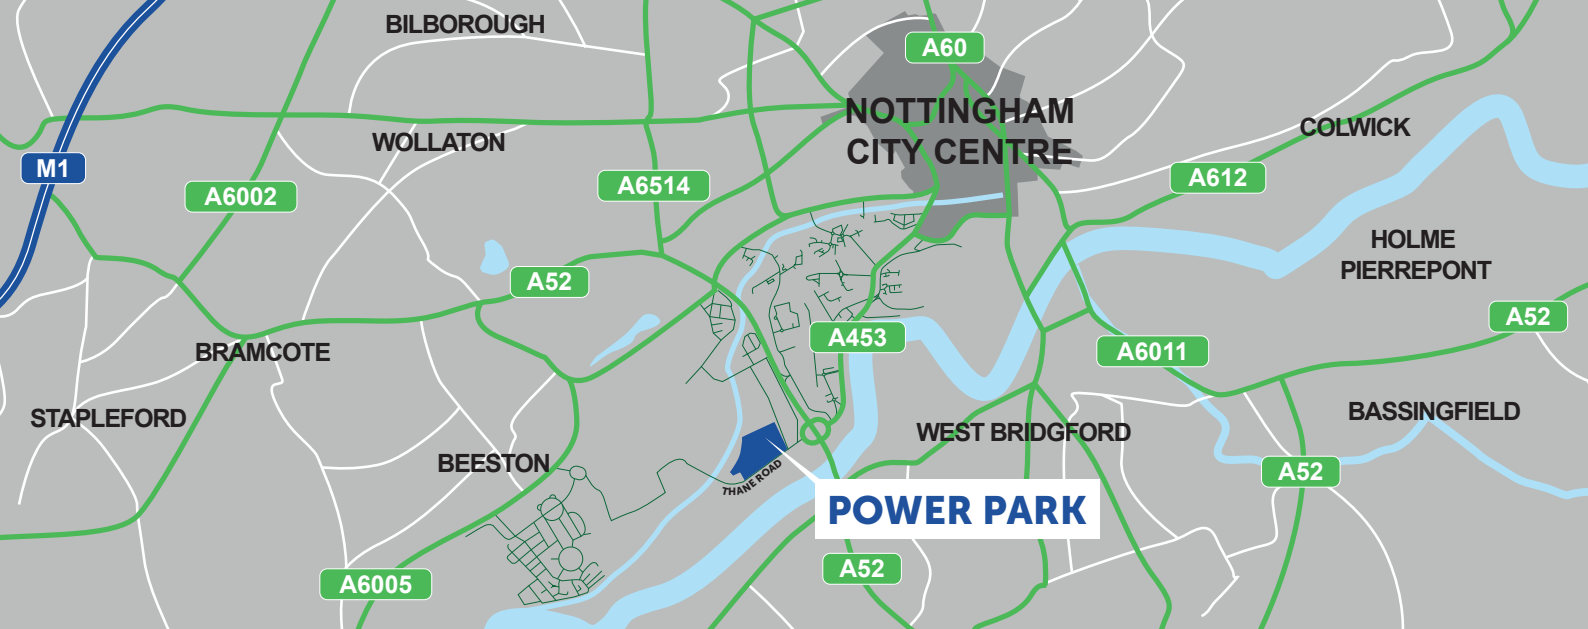 BILBOROUGH
A60
NOTTINGHAM
CITY CENTRE
COLWICK
WOLLATON
M1
A6002
A6514
A612
HOLME
PIERREPONT
A52
A52
A453
A6011
BRAMCOTE
STAPLEFORD
BASSINGFIELD
WEST BRIDGFORD
BEESTON
THANE ROAD
A52
POWER PARK
A52
A6005